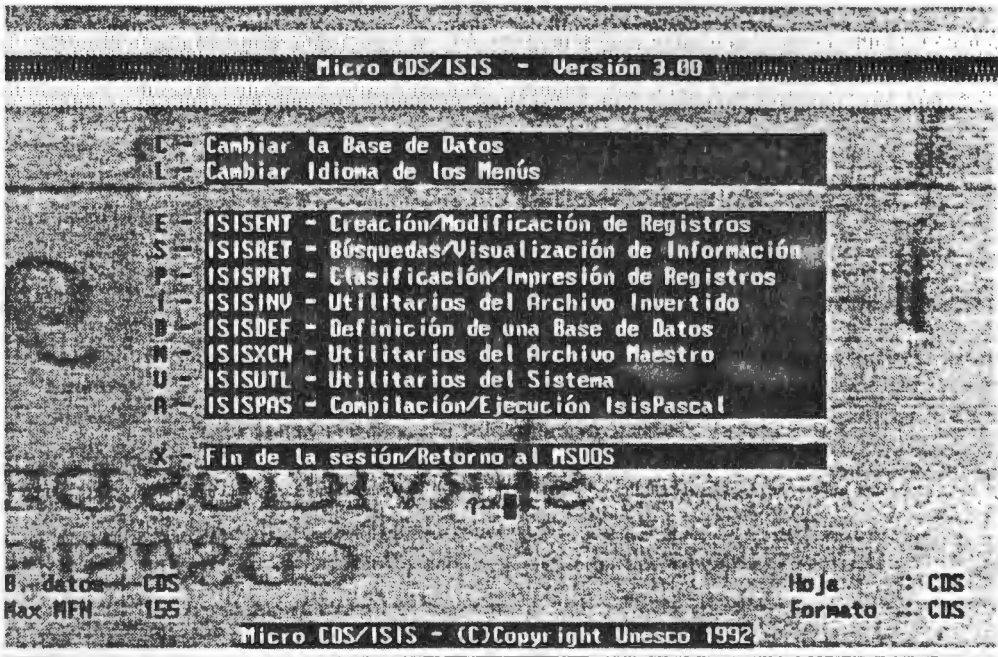 Micro CDS/ISIS - Versión 3.00
C - Cambiar la Base de Datos
L - Cambiar Idioma de los Menús
E - ISISENT - Creación/Modificación de Registros
S - ISISRET - Búsquedas/Visualización de Información
P - ISISPRT - Clasificación/Impresión de Registros
I - ISISINV - Utilitarios del Archivo Invertido
D - ISISDEF - Definición de una Base de Datos
M - ISISXCH - Utilitarios del Archivo Maestro
U - ISISUTL - Utilitarios del Sistema
A - ISISPAS - Compilación/Ejecución IsisPascal
X - Fin de la sesión/Retorno al MSDOS
?
B. datos : CDS Hoja : CDS
Max MFN : 155 Formato : CDS
Micro CDS/ISIS - (C)Copyright Unesco 1992